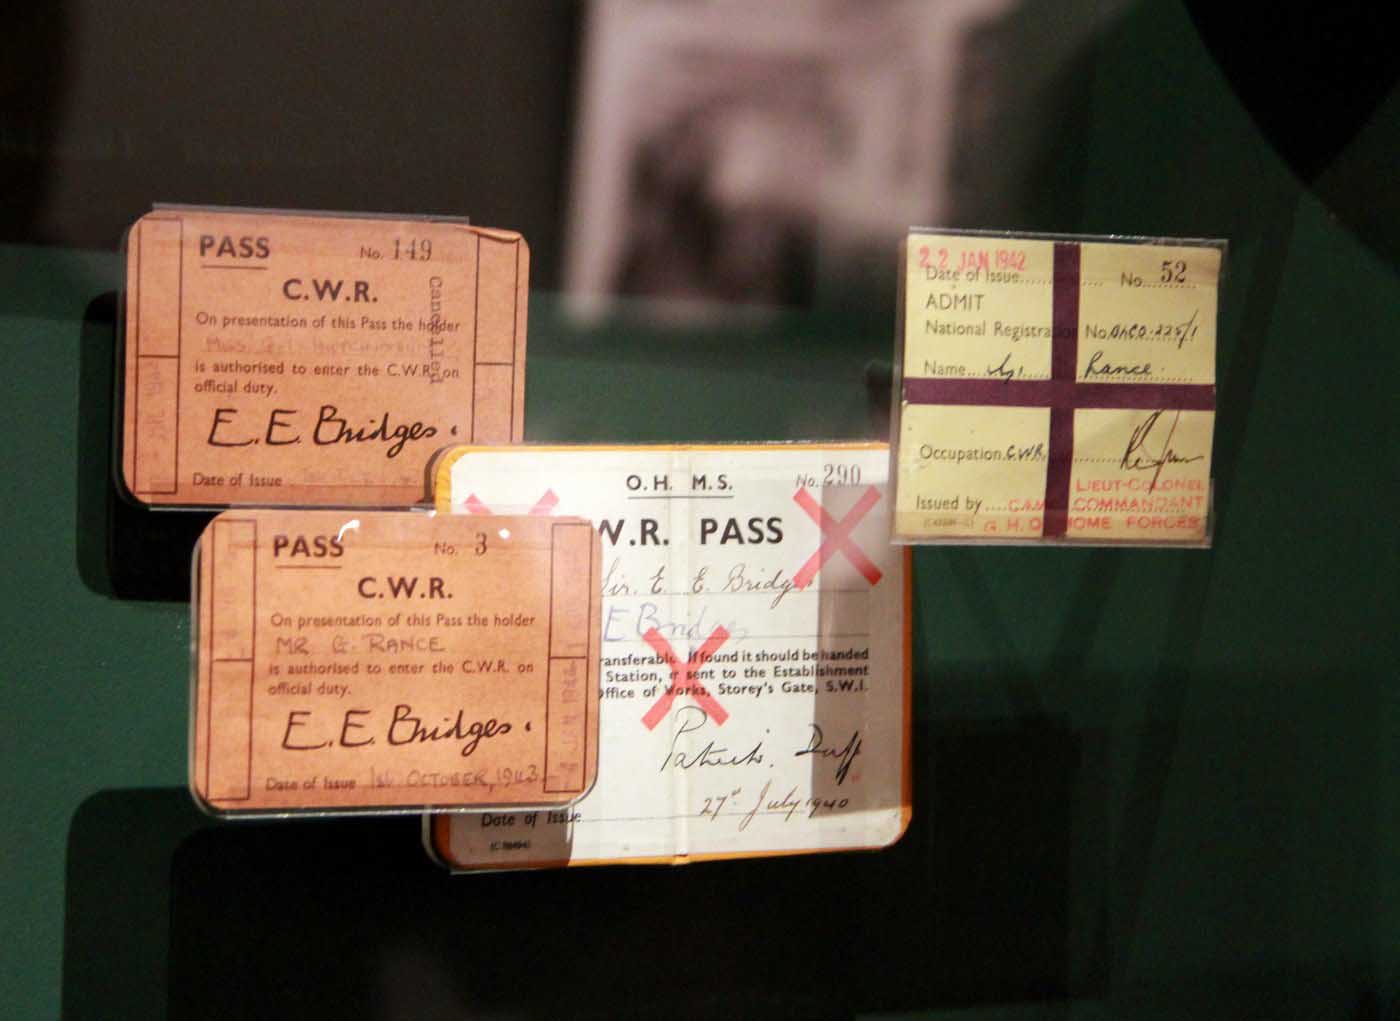 PASS No. 149
C.W.R.
Cancelled
On presentation of this Pass the holder
is authorised to enter the C.W.R. on
official duty.
E. E. Bridges.
Date of Issue
PASS No. 3
C.W.R.
On presentation of this Pass the holder
MR G. RANCE
is authorised to enter the C.W.R. on
official duty.
E. E. Bridges.
Date of Issue 1st OCTOBER, 1943
O.H. M.S. No. 290
W.R. PASS
Sir. E. E. Bridges
E Bridges
ransferable. If found it should be handed
Station, or sent to the Establishment
Office of Works, Storey's Gate, S.W.1.
Patrick Duff
27th July 1940
Date of Issue
22 JAN 1942
Date of Issue No. 52
ADMIT
National Registration No.
Name Rance.
Occupation C.W.R.
LIEUT-COLONEL
Issued by CAMP COMMANDANT
G.H.Q. HOME FORCES